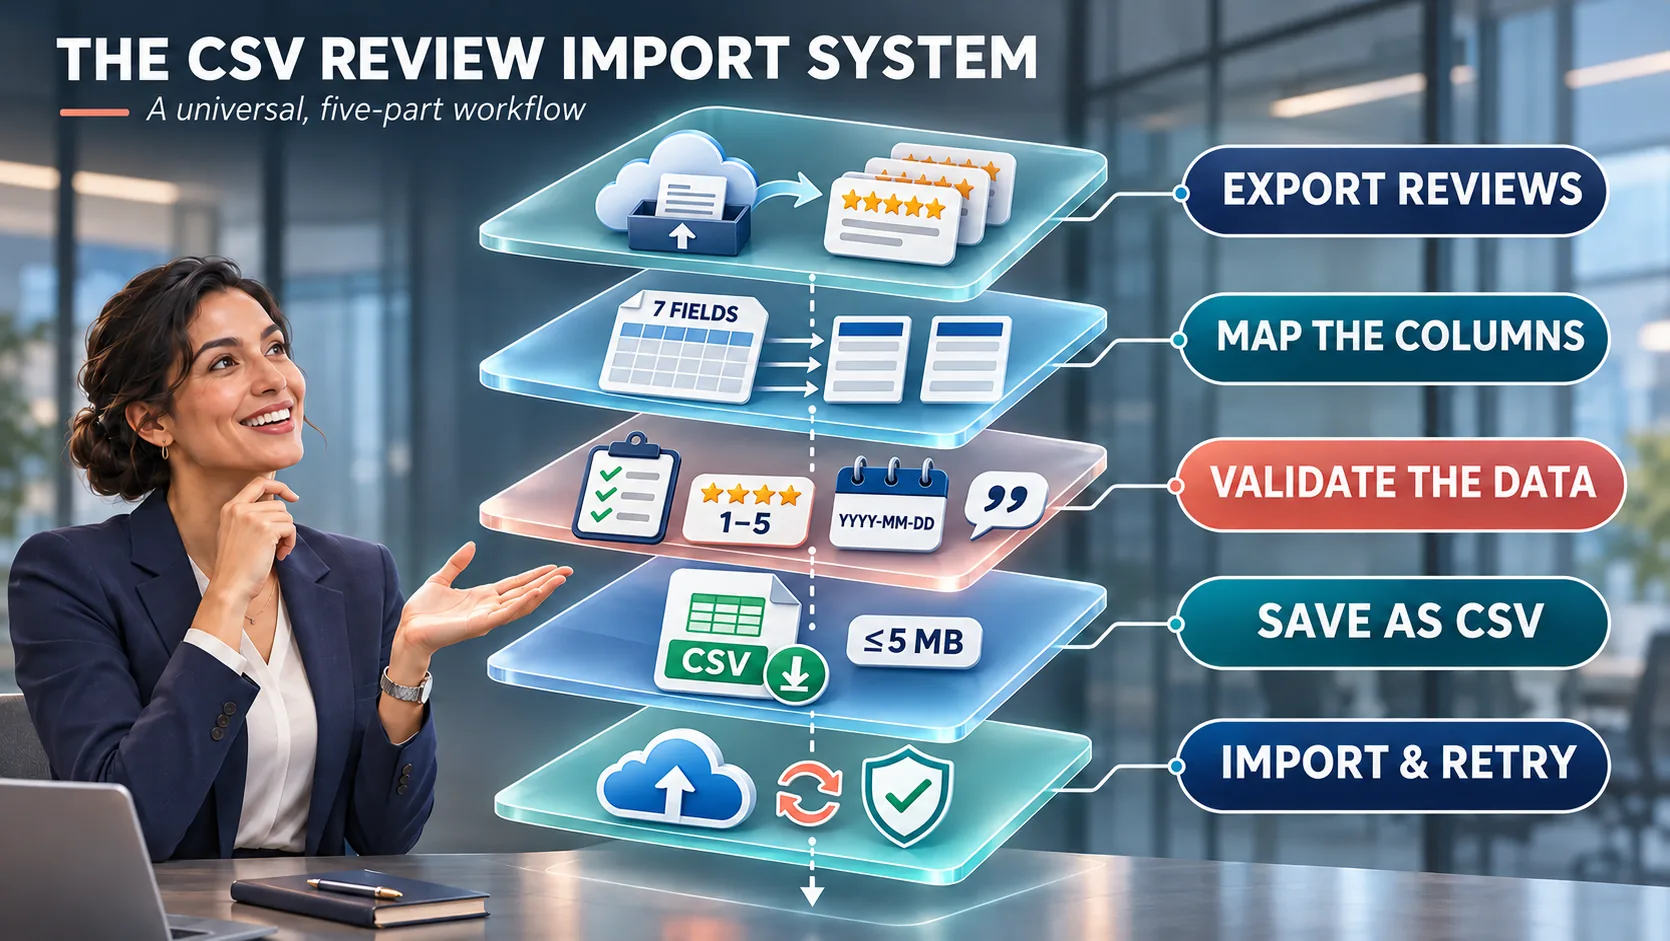 THE CSV REVIEW IMPORT SYSTEM
A universal, five-part workflow
EXPORT REVIEWS
7 FIELDS
MAP THE COLUMNS
1–5
YYYY-MM-DD
VALIDATE THE DATA
CSV
≤5 MB
SAVE AS CSV
IMPORT & RETRY